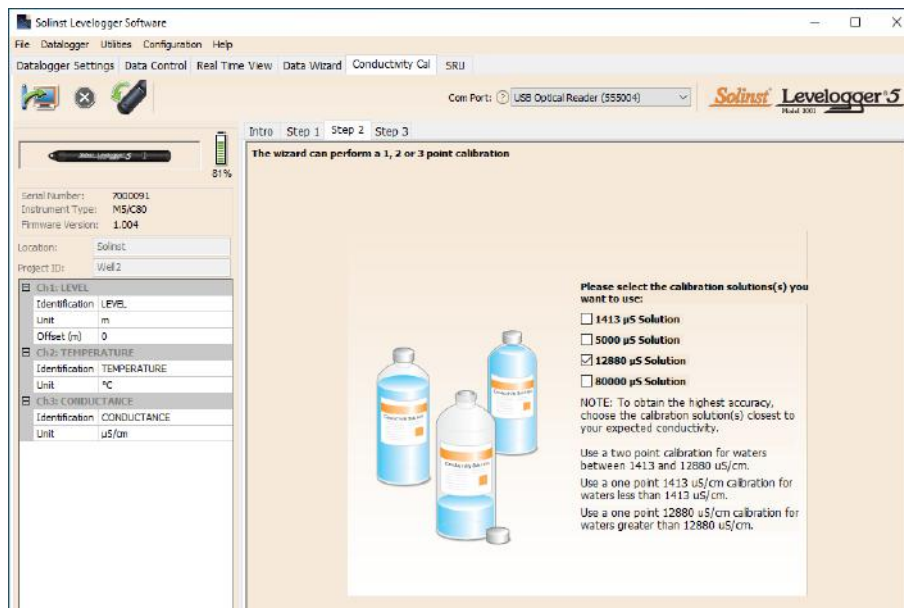 Solinst Levelogger Software
File Datalogger Utilities Configuration Help
Datalogger Settings Data Control Real Time View Data Wizard Conductivity Cal SRU
Com Port: ? USB Optical Reader (555004)
Solinst Levelogger 5
Model 3001
Intro Step 1 Step 2 Step 3
The wizard can perform a 1, 2 or 3 point calibration
81%
Serial Number: 7000091
Instrument Type: M5/C80
Firmware Version: 1.004
Location: Solinst
Project ID: Well2
Ch1: LEVEL
Identification LEVEL
Unit m
Offset (m) 0
Ch2: TEMPERATURE
Identification TEMPERATURE
Unit °C
Ch3: CONDUCTANCE
Identification CONDUCTANCE
Unit µS/cm
Please select the calibration solutions(s) you
want to use:
1413 µS Solution
5000 µS Solution
12880 µS Solution
80000 µS Solution
NOTE: To obtain the highest accuracy,
choose the calibration solution(s) closest to
your expected conductivity.
Use a two point calibration for waters
between 1413 and 12880 uS/cm.
Use a one point 1413 uS/cm calibration for
waters less than 1413 uS/cm.
Use a one point 12880 uS/cm calibration for
waters greater than 12880 uS/cm.